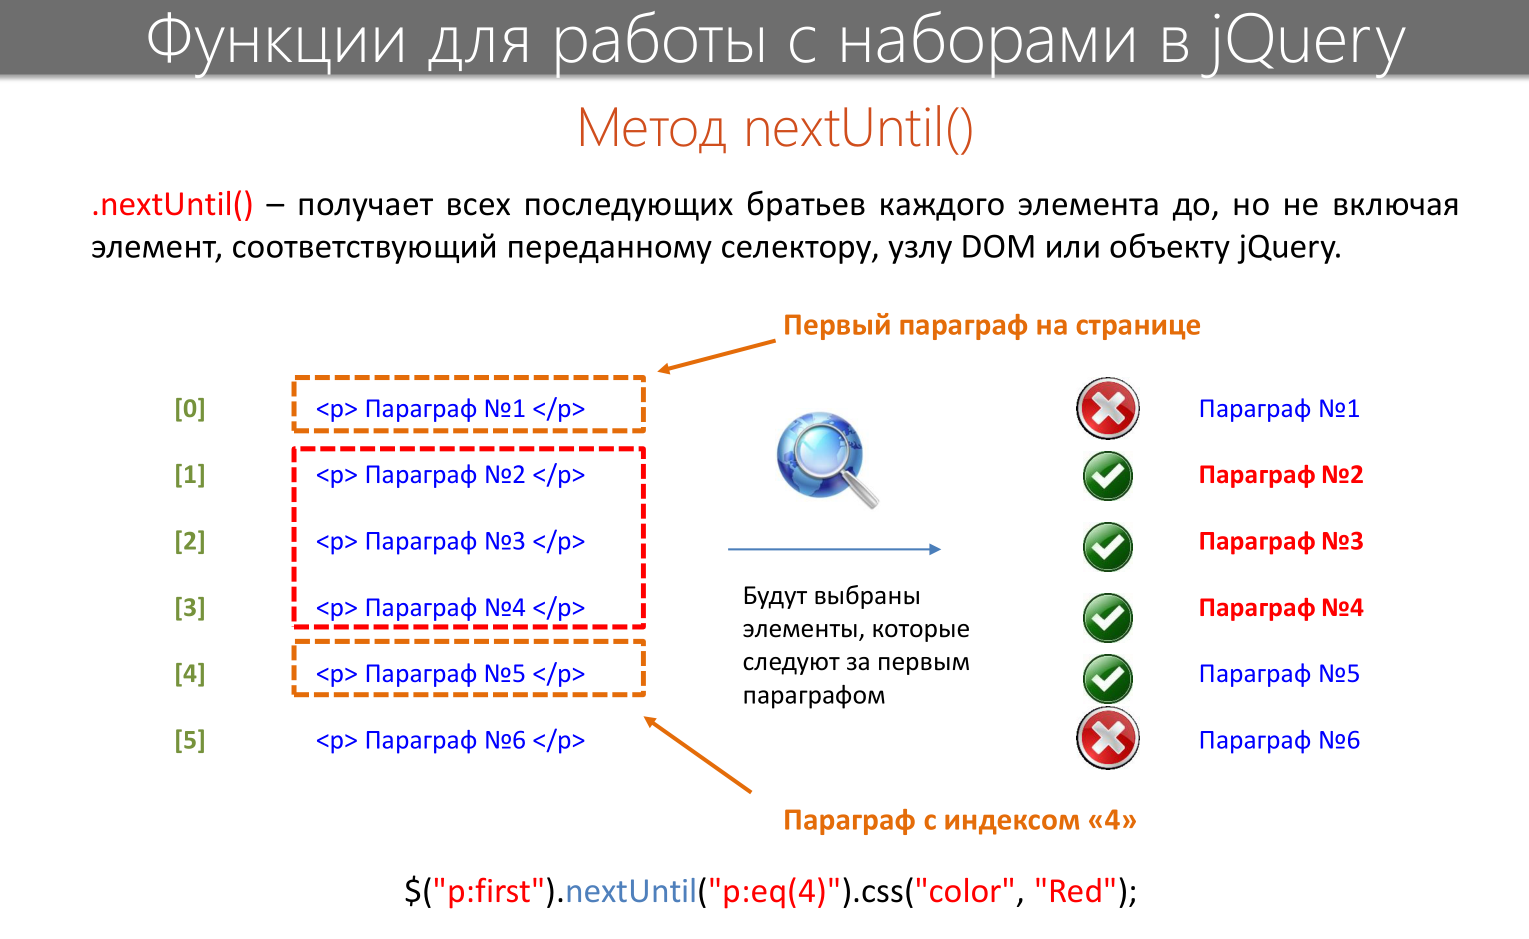 Функции для работы с наборами в jQuery
Метод nextUntil()
.nextUntil() – получает всех последующих братьев каждого элемента до, но не включая
элемент, соответствующий переданному селектору, узлу DOM или объекту jQuery.
Первый параграф на странице
[0] <p> Параграф №1 </p> Параграф №1
[1] <p> Параграф №2 </p> Параграф №2
[2] <p> Параграф №3 </p> Параграф №3
Будут выбраны
элементы, которые
следуют за первым
параграфом
[3] <p> Параграф №4 </p> Параграф №4
[4] <p> Параграф №5 </p> Параграф №5
[5] <p> Параграф №6 </p> Параграф №6
Параграф с индексом «4»
$("p:first").nextUntil("p:eq(4)").css("color", "Red");